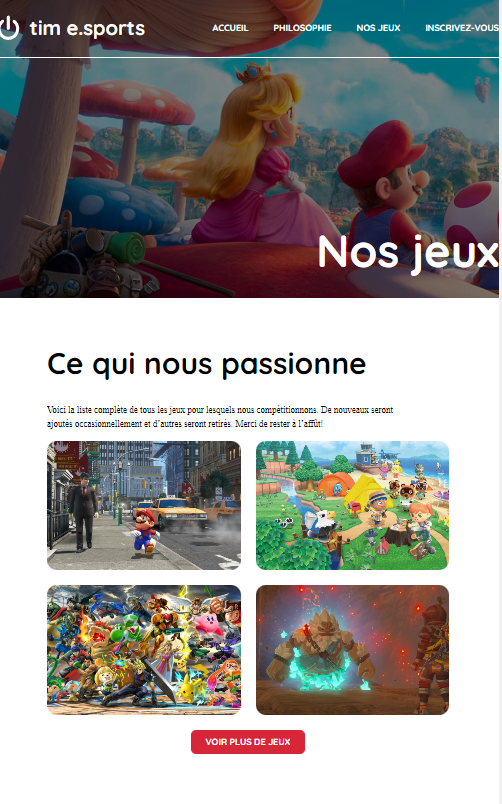 tim e.sports
ACCUEIL PHILOSOPHIE NOS JEUX INSCRIVEZ-VOUS
Nos jeux
Ce qui nous passionne
Voici la liste complète de tous les jeux pour lesquels nous compétitionnons. De nouveaux seront
ajoutés occasionnellement et d'autres seront retirés. Merci de rester à l'affût!
VOIR PLUS DE JEUX